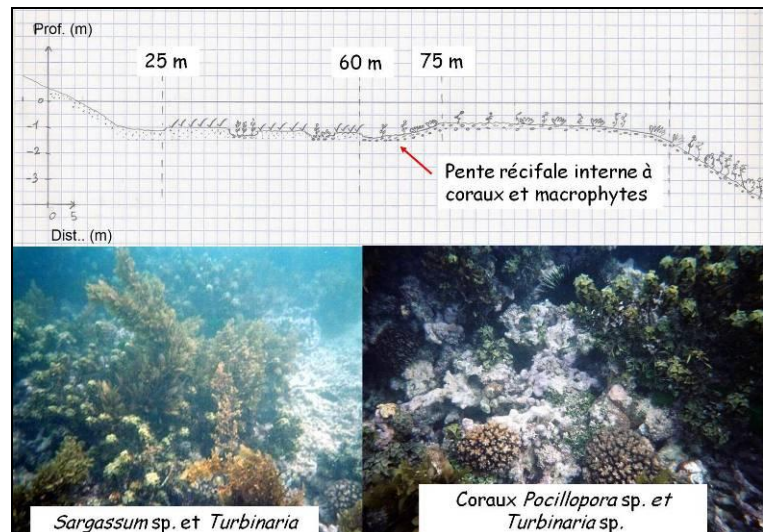 Prof. (m)
25 m
60 m
75 m
0
-1
-2
-3
0 5
Dist.. (m)
Pente récifale interne à
coraux et macrophytes
Sargassum sp. et Turbinaria
Coraux Pocillopora sp. et
Turbinaria sp.